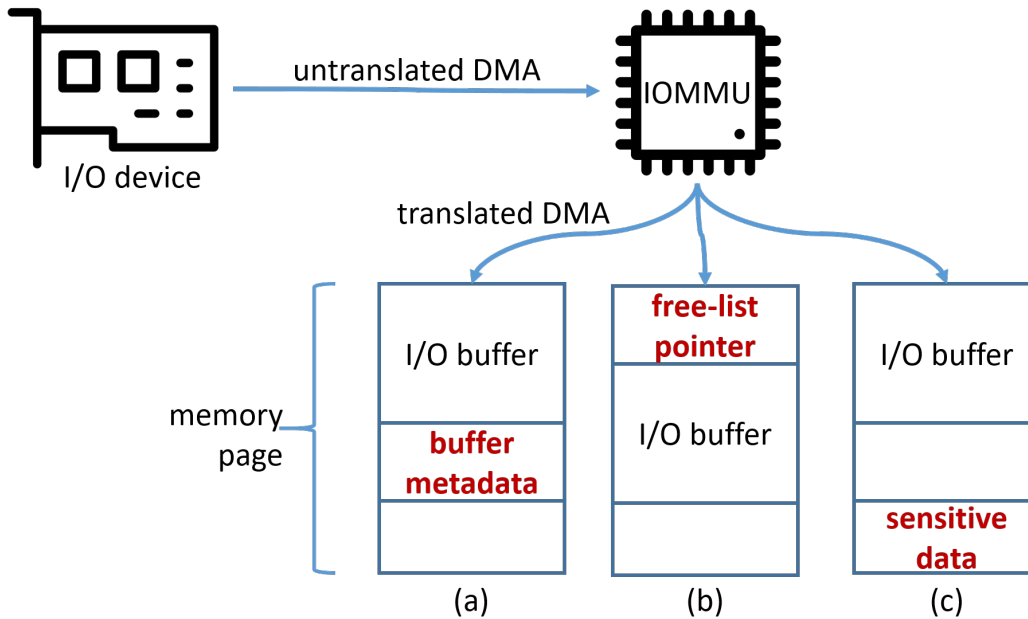 untranslated DMA
IOMMU
I/O device
translated DMA
memory
page
I/O buffer
buffer
metadata
(a)
free-list
pointer
I/O buffer
(b)
I/O buffer
sensitive
data
(c)